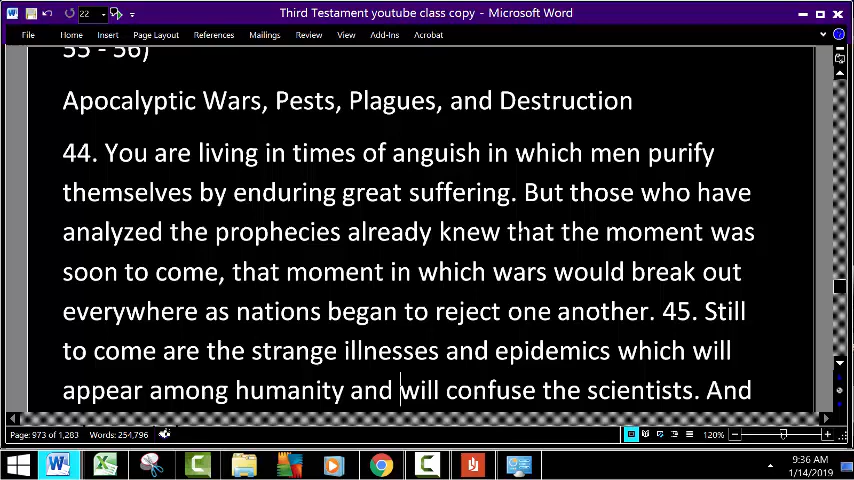 22
Third Testament youtube class copy - Microsoft Word
File Home Insert Page Layout References Mailings Review View Add-Ins Acrobat
55 - 56)
Apocalyptic Wars, Pests, Plagues, and Destruction
44. You are living in times of anguish in which men purify
themselves by enduring great suffering. But those who have
analyzed the prophecies already knew that the moment was
soon to come, that moment in which wars would break out
everywhere as nations began to reject one another. 45. Still
to come are the strange illnesses and epidemics which will
appear among humanity and will confuse the scientists. And
Page: 973 of 1,283 Words: 254,796 120%
9:36 AM
1/14/2019